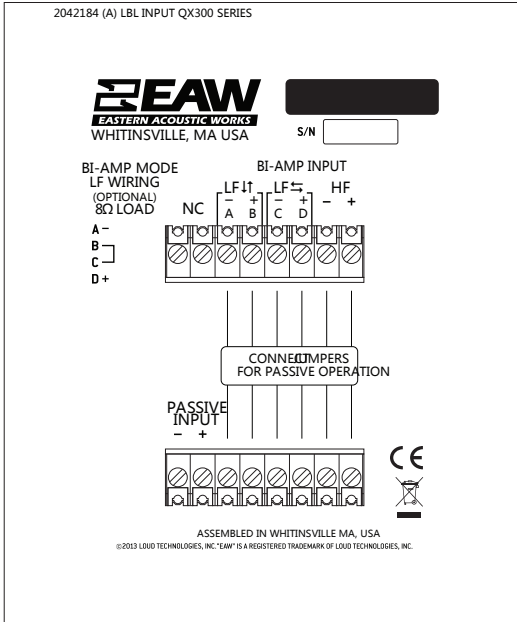 2042184 (A) LBL INPUT QX300 SERIES
EAW
EASTERN ACOUSTIC WORKS
WHITINSVILLE, MA USA
S/N
BI-AMP MODE
LF WIRING
(OPTIONAL)
8Ω LOAD
A -
B
C
D +
BI-AMP INPUT
LF ↓↑ LF ⇆ HF
NC - + - + - +
A B C D
CONNECT JUMPERS
FOR PASSIVE OPERATION
PASSIVE
INPUT
- +
CE
ASSEMBLED IN WHITINSVILLE MA, USA
©2013 LOUD TECHNOLOGIES, INC. "EAW" IS A REGISTERED TRADEMARK OF LOUD TECHNOLOGIES, INC.